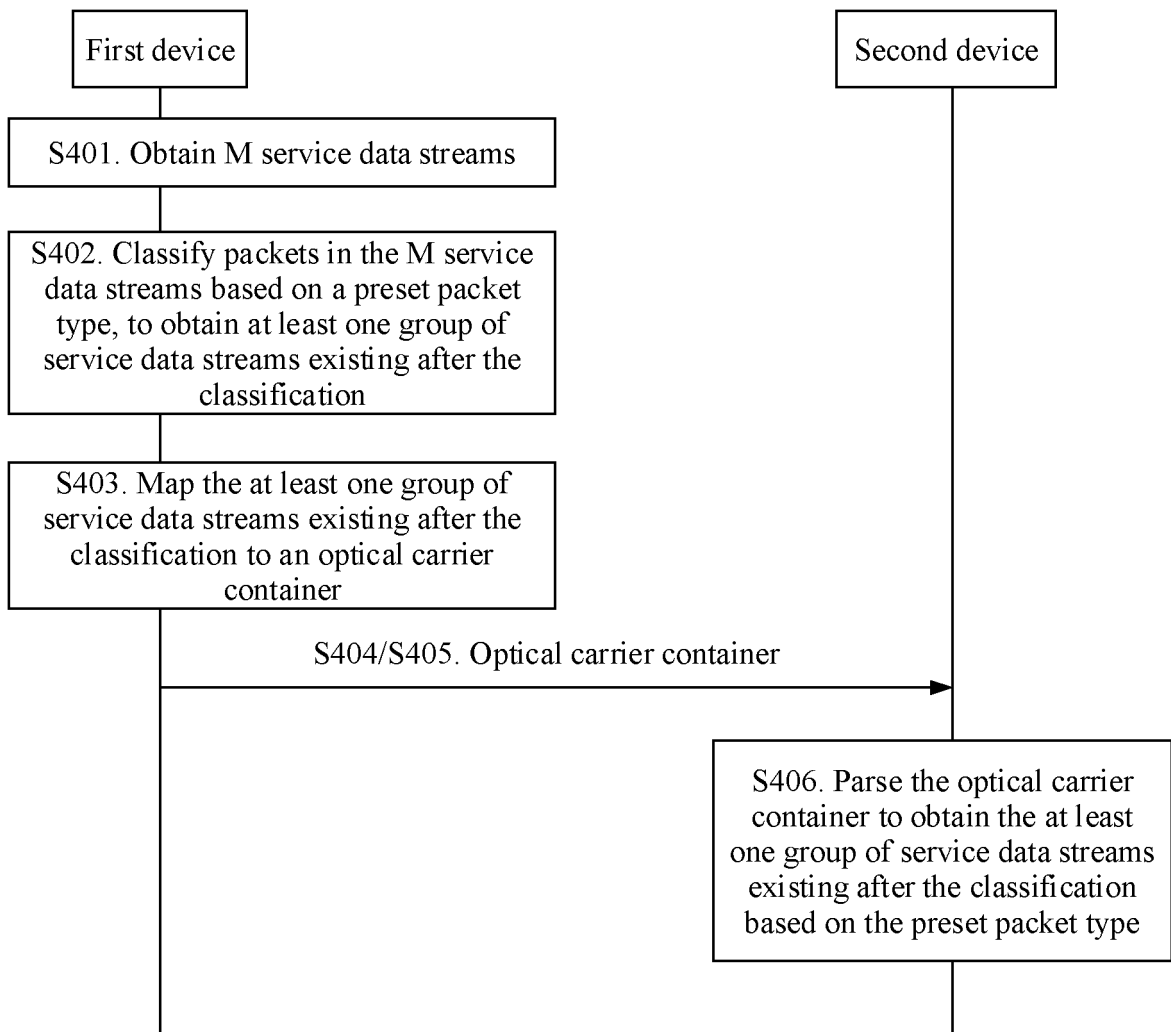 First device
Second device
S401. Obtain M service data streams
S402. Classify packets in the M service
data streams based on a preset packet
type, to obtain at least one group of
service data streams existing after the
classification
S403. Map the at least one group of
service data streams existing after the
classification to an optical carrier
container
S404/S405. Optical carrier container
S406. Parse the optical carrier
container to obtain the at least
one group of service data streams
existing after the classification
based on the preset packet type